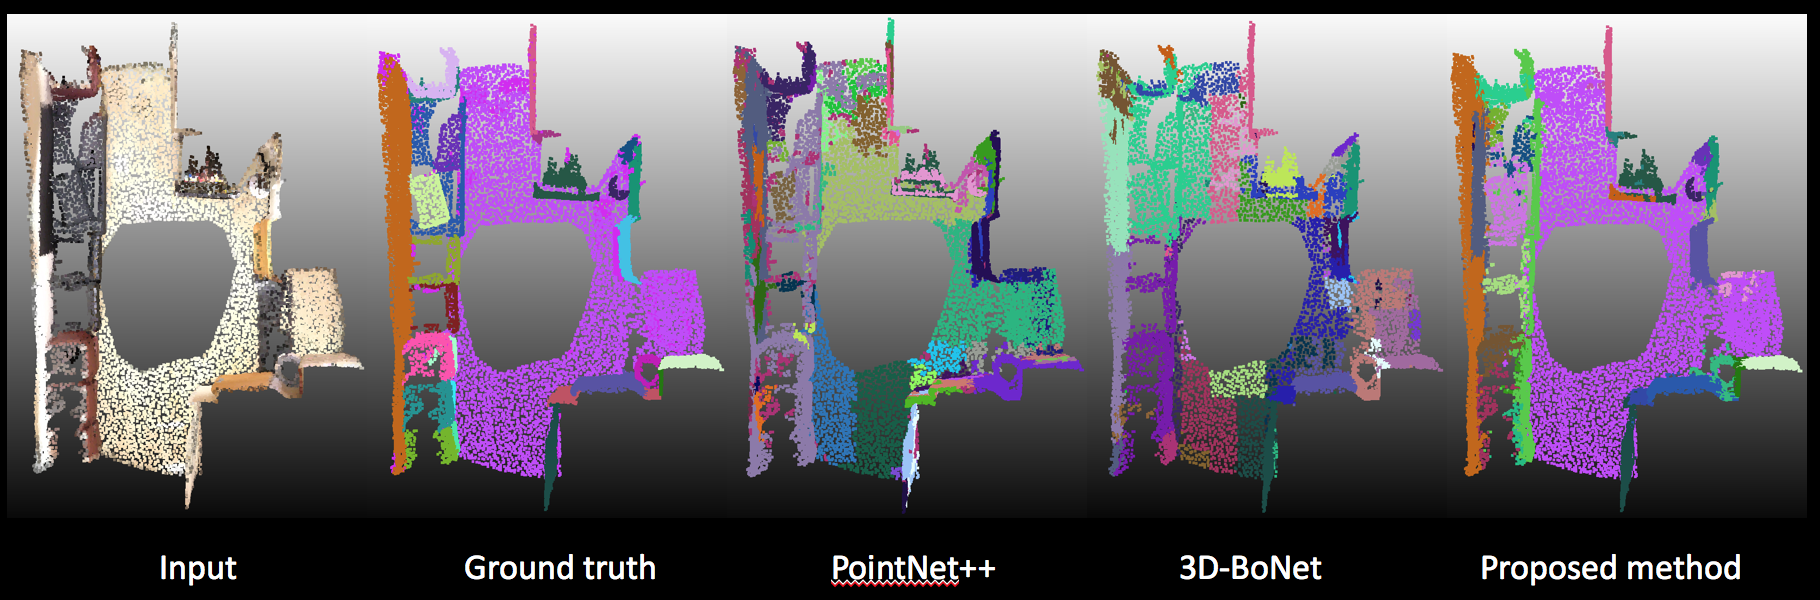 Input
Ground truth
PointNet++
3D-BoNet
Proposed method